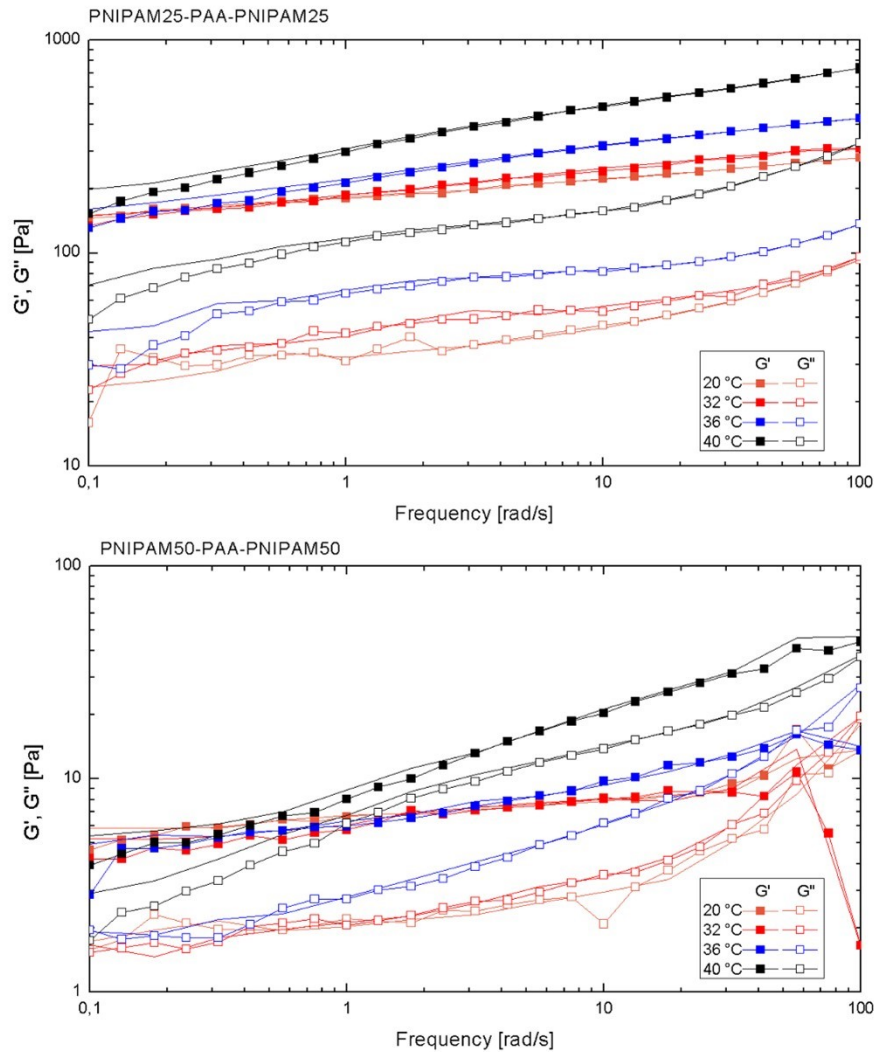 PNIPAM25-PAA-PNIPAM25
1000
100
10
G', G" [Pa]
0,1 1 10 100
Frequency [rad/s]
G' G"
20 °C
32 °C
36 °C
40 °C
PNIPAM50-PAA-PNIPAM50
100
10
1
G', G" [Pa]
0,1 1 10 100
Frequency [rad/s]
G' G"
20 °C
32 °C
36 °C
40 °C